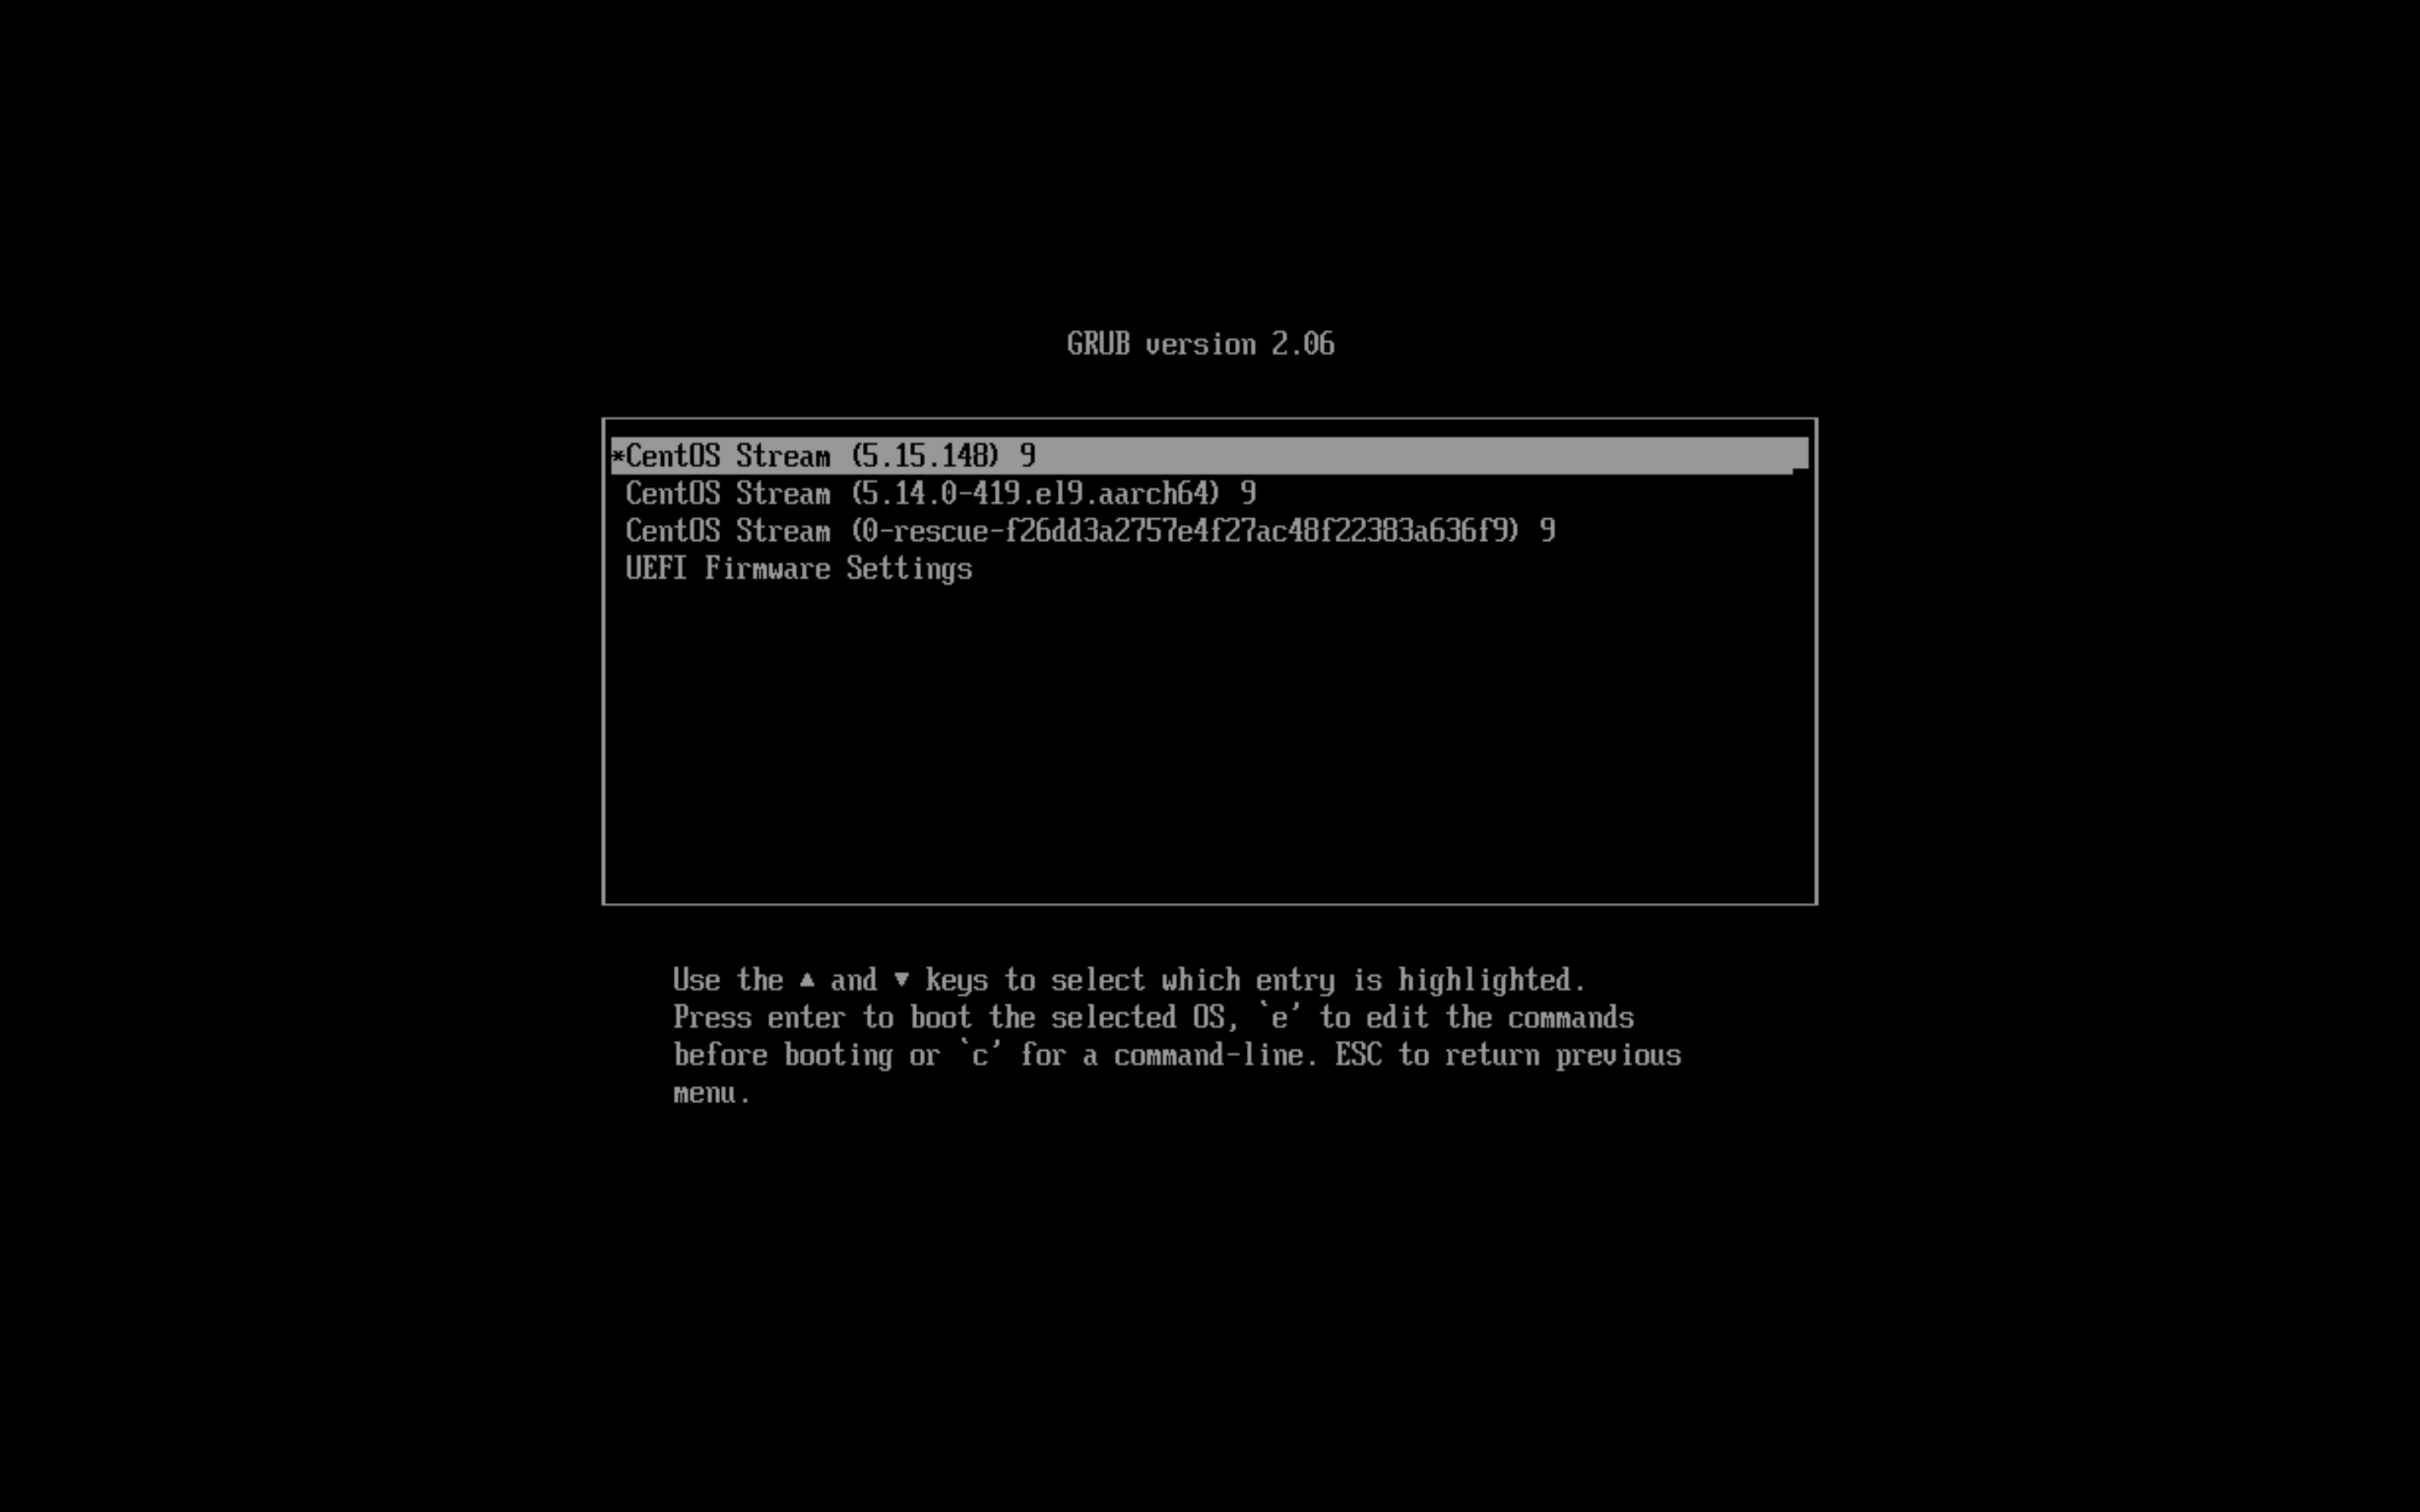 GRUB version 2.06
*CentOS Stream (5.15.148) 9
CentOS Stream (5.14.0-419.el9.aarch64) 9
CentOS Stream (0-rescue-f26dd3a2757e4f27ac48f22383a636f9) 9
UEFI Firmware Settings
Use the ▲ and ▼ keys to select which entry is highlighted.
Press enter to boot the selected OS, `e' to edit the commands
before booting or `c' for a command-line. ESC to return previous
menu.